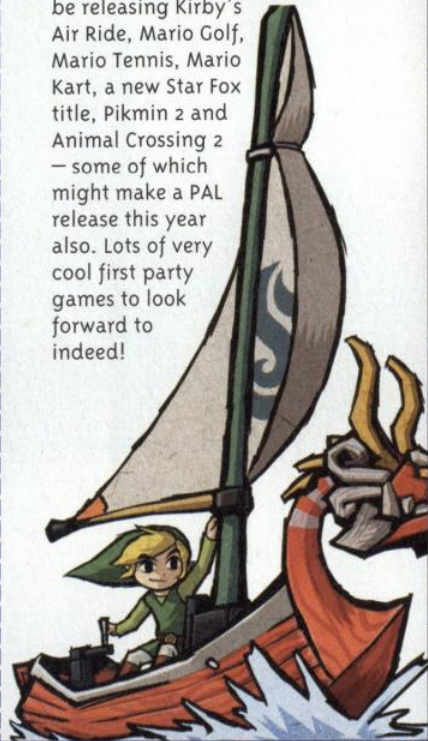 be releasing Kirby's
Air Ride, Mario Golf,
Mario Tennis, Mario
Kart, a new Star Fox
title, Pikmin 2 and
Animal Crossing 2
– some of which
might make a PAL
release this year
also. Lots of very
cool first party
games to look
forward to
indeed!